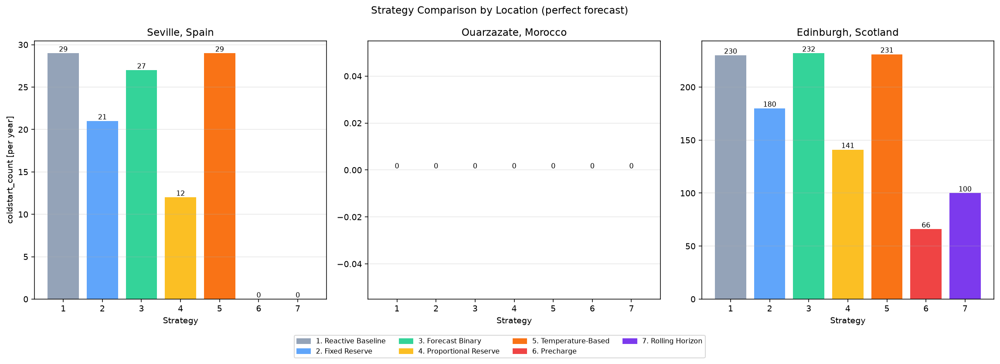 Strategy Comparison by Location (perfect forecast)
Seville, Spain
coldstart_count [per year]
30
25
20
15
10
5
0
29
21
27
12
29
0
0
1 2 3 4 5 6 7
Strategy
Ouarzazate, Morocco
0.04
0.02
0.00
−0.02
−0.04
0 0 0 0 0 0 0
1 2 3 4 5 6 7
Strategy
Edinburgh, Scotland
200
150
100
50
0
230
180
232
141
231
66
100
1 2 3 4 5 6 7
Strategy
1. Reactive Baseline
2. Fixed Reserve
3. Forecast Binary
4. Proportional Reserve
5. Temperature-Based
6. Precharge
7. Rolling Horizon